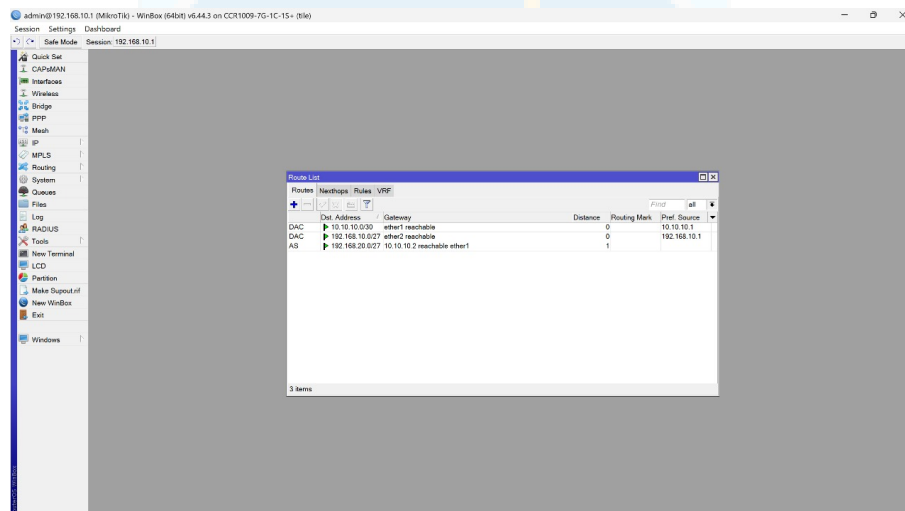 admin@192.168.10.1 (MikroTik) - WinBox (64bit) v6.44.3 on CCR1009-7G-1C-1S+ (tile)
Session Settings Dashboard
Safe Mode Session: 192.168.10.1
Quick Set
CAPsMAN
Interfaces
Wireless
Bridge
PPP
Mesh
IP
MPLS
Routing
System
Queues
Files
Log
RADIUS
Tools
New Terminal
LCD
Partition
Make Supout.rif
New WinBox
Exit
Windows
Route List
Routes Nexthops Rules VRF
Find all
Dst. Address Gateway Distance Routing Mark Pref. Source
DAC 10.10.10.0/30 ether1 reachable 0 10.10.10.1
DAC 192.168.10.0/27 ether2 reachable 0 192.168.10.1
AS 192.168.20.0/27 10.10.10.2 reachable ether1 1
3 items